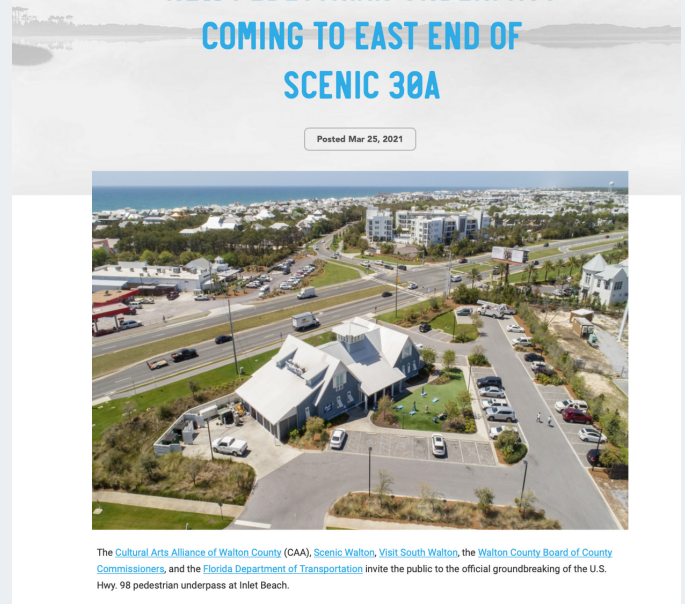 COMING TO EAST END OF
SCENIC 30A
Posted Mar 25, 2021
The Cultural Arts Alliance of Walton County (CAA), Scenic Walton, Visit South Walton, the Walton County Board of County
Commissioners, and the Florida Department of Transportation invite the public to the official groundbreaking of the U.S.
Hwy. 98 pedestrian underpass at Inlet Beach.